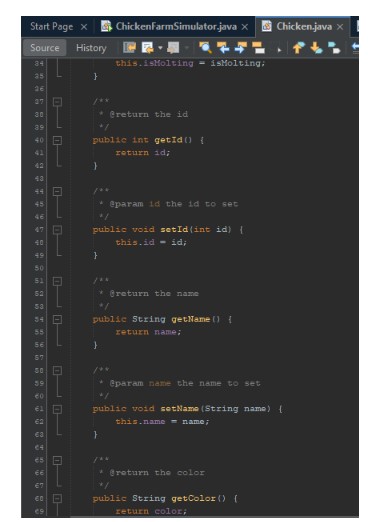 Start Page × ChickenFarmSimulator.java × Chicken.java ×
Source History
34 this.isMolting = isMolting;
35 }
36
37 /**
38 * @return the id
39 */
40 public int getId() {
41 return id;
42 }
43
44 /**
45 * @param id the id to set
46 */
47 public void setId(int id) {
48 this.id = id;
49 }
50
51 /**
52 * @return the name
53 */
54 public String getName() {
55 return name;
56 }
57
58 /**
59 * @param name the name to set
60 */
61 public void setName(String name) {
62 this.name = name;
63 }
64
65 /**
66 * @return the color
67 */
68 public String getColor() {
69 return color;